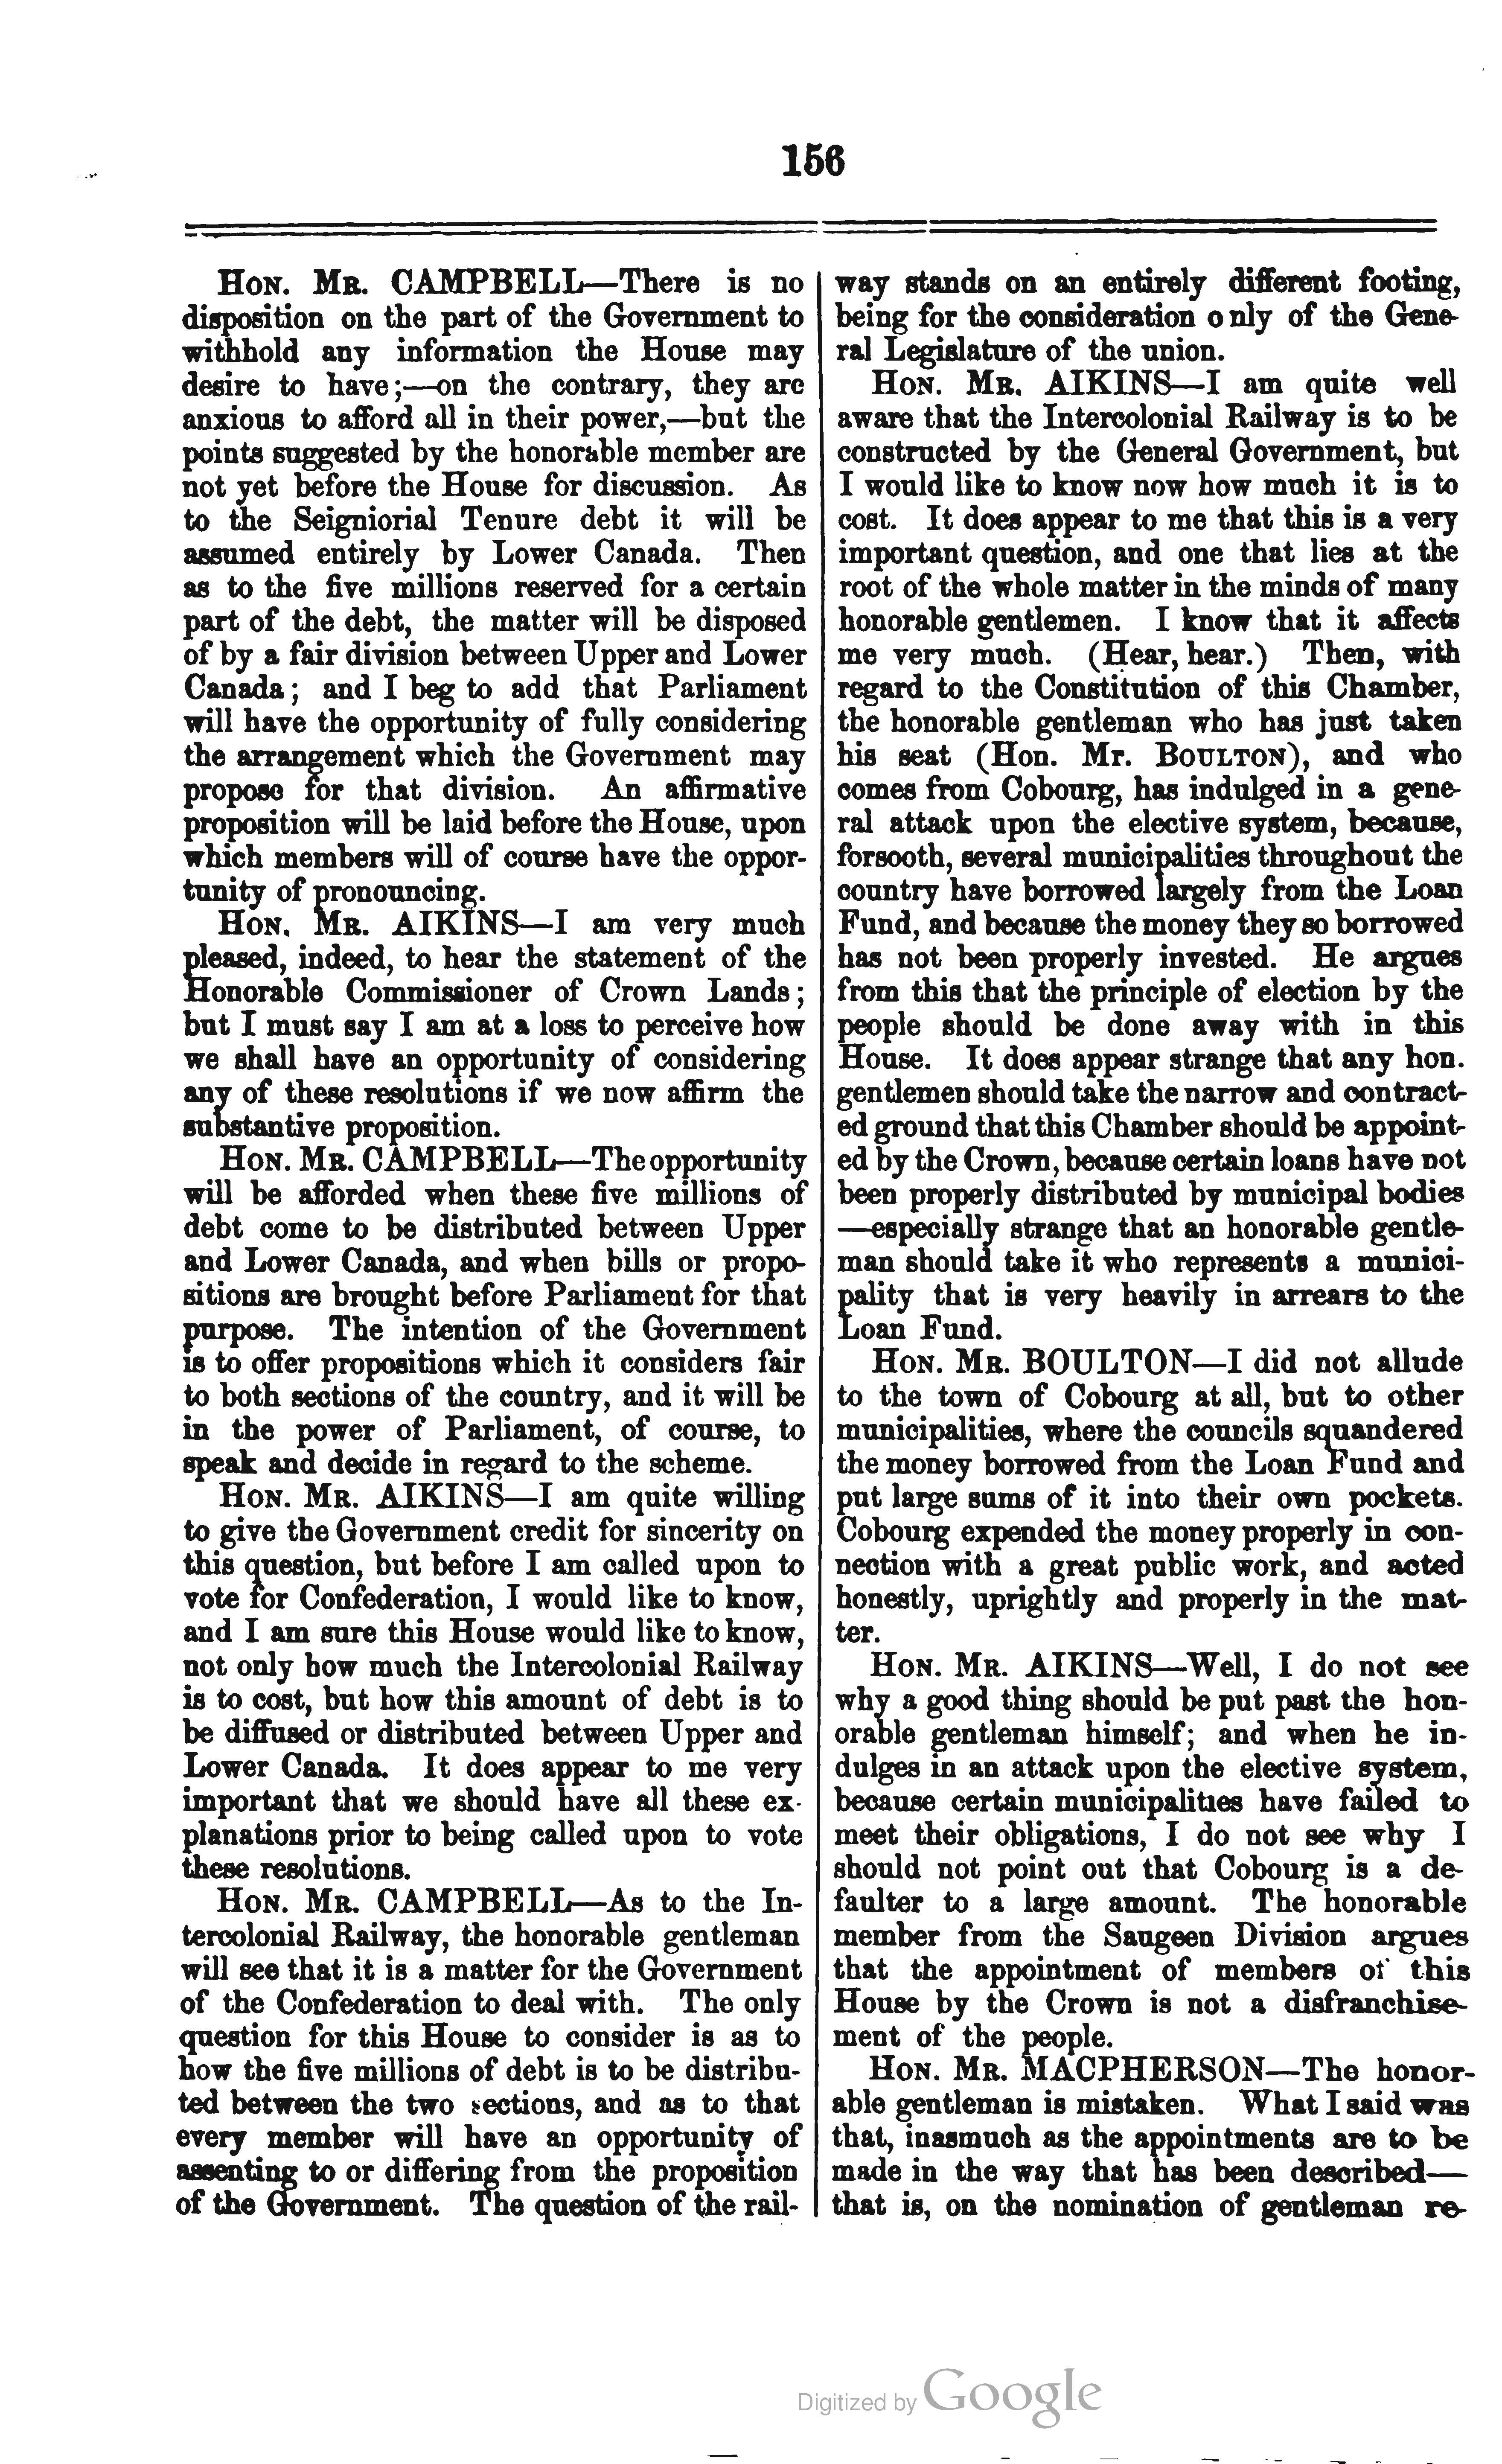 156
HON. MR. CAMPBELL—There is no
disposition on the part of the Government to
withhold any information the House may
desire to have;—on the contrary, they are
anxious to afford all in their power,—but the
points suggested by the honorable member are
not yet before the House for discussion. As
to the Seigniorial Tenure debt it will be
assumed entirely by Lower Canada. Then
as to the five millions reserved for a certain
part of the debt, the matter will be disposed
of by a fair division between Upper and Lower
Canada; and I beg to add that Parliament
will have the opportunity of fully considering
the arrangement which the Government may
propose for that division. An affirmative
proposition will be laid before the House, upon
which members will of course have the oppor-
tunity of pronouncing.
HON. MR. AIKINS—I am very much
pleased, indeed, to hear the statement of the
Honorable Commissioner of Crown Lands;
but I must say I am at a loss to perceive how
we shall have an opportunity of considering
any of these resolutions if we now affirm the
substantive proposition.
HON. MR. CAMPBELL—The opportunity
will be afforded when these five millions of
debt come to be distributed between Upper
and Lower Canada, and when bills or propo-
sitions are brought before Parliament for that
purpose. The intention of the Government
is to offer propositions which it considers fair
to both sections of the country, and it will be
in the power of Parliament, of course, to
speak and decide in regard to the scheme.
HON. MR. AIKINS—I am quite willing
to give the Government credit for sincerity on
this question, but before I am called upon to
vote for Confederation, I would like to know,
and I am sure this House would like to know,
not only how much the Intercolonial Railway
is to cost, but how this amount of debt is to
be diffused or distributed between Upper and
Lower Canada. It does appear to me very
important that we should have all these ex-
planations prior to being called upon to vote
these resolutions.
HON. MR. CAMPBELL—As to the In-
tercolonial Railway, the honorable gentleman
will see that it is a matter for the Government
of the Confederation to deal with. The only
question for this House to consider is as to
how the five millions of debt is to be distribu-
ted between the two sections, and as to that
every member will have an opportunity of
assenting to or differing from the proposition
of the Government. The question of the rail-
way stands on an entirely different footing,
being for the consideration only of the Gene-
ral Legislature of the union.
HON. MR. AIKINS—I am quite well
aware that the Intercolonial Railway is to be
constructed by the General Government, but
I would like to know now how much it is to
cost. It does appear to me that this is a very
important question, and one that lies at the
root of the whole matter in the minds of many
honorable gentlemen. I know that it affects
me very much. (Hear, hear.) Then, with
regard to the Constitution of this Chamber,
the honorable gentleman who has just taken
his seat (Hon. Mr. BOULTON), and who
comes from Cobourg, has indulged in a gene-
ral attack upon the elective system, because,
forsooth, several municipalities throughout the
country have borrowed largely from the Loan
Fund, and because the money they so borrowed
has not been properly invested. He argues
from this that the principle of election by the
people should be done away with in this
House. It does appear strange that any hon.
gentlemen should take the narrow and contract-
ed ground that this Chamber should be appoint-
ed by the Crown, because certain loans have not
been properly distributed by municipal bodies
—especially strange that an honorable gentle-
man should take it who represents a munici-
pality that is very heavily in arrears to the
Loan Fund.
HON. MR. BOULTON—I did not allude
to the town of Cobourg at all, but to other
municipalities, where the councils squandered
the money borrowed from the Loan Fund and
put large sums of it into their own pockets.
Cobourg expended the money properly in con-
nection with a great public work, and acted
honestly, uprightly and properly in the mat-
ter.
HON. MR. AIKINS—Well, I do not see
why a good thing should be put past the hon-
orable gentleman himself; and when he in-
dulges in an attack upon the elective system,
because certain municipalities have failed to
meet their obligations, I do not see why I
should not point out that Cobourg is a de-
faulter to a large amount. The honorable
member from the Saugeen Division argues
that the appointment of members of this
House by the Crown is not a disfranchise-
ment of the people.
HON. MR. MACPHERSON—The honor-
able gentleman is mistaken. What I said was
that, inasmuch as the appointments are to be
made in the way that has been described—
that is, on the nomination of gentleman re-
Digitized by Google